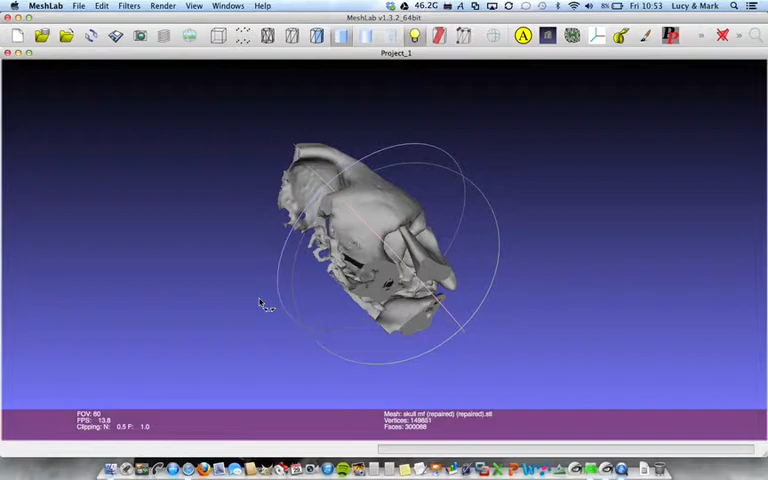 MeshLab File Edit Filters Render View Windows Help 46.2G 8% Fri 10:53 Lucy & Mark
MeshLab v1.3.2_64bit
Project_1
FOV: 60
FPS: 13.8
Clipping: N: 0.5 F: 1.0
Mesh: skull mf (repaired) (repaired).stl
Vertices: 149851
Faces: 300088